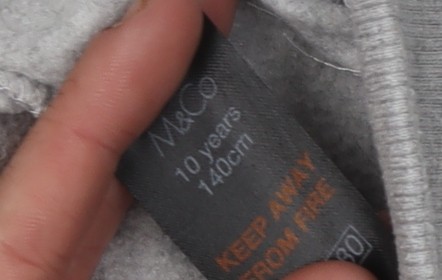 M&Co
10 years
140cm
KEEP AWAY
FROM FIRE